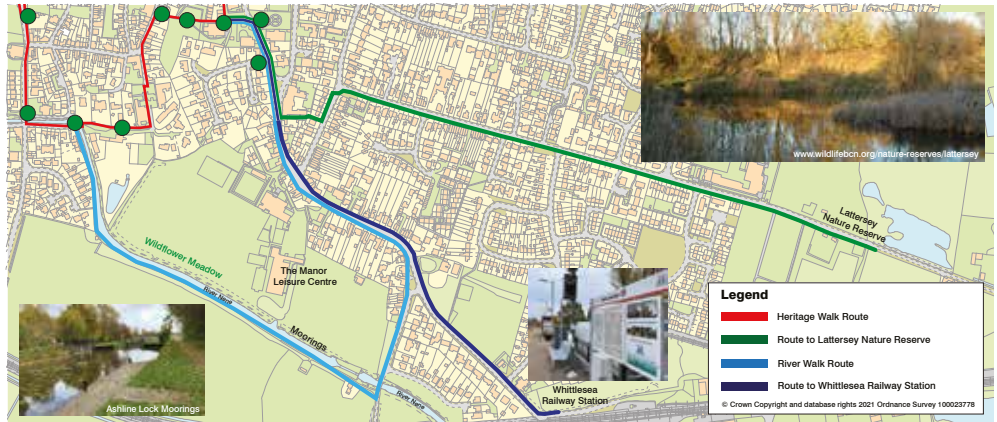 www.wildlifebcn.org/nature-reserves/lattersey
Lattersey
Nature Reserve
Wildflower Meadow
The Manor
Leisure Centre
River Nene
Moorings
Legend
Heritage Walk Route
Route to Lattersey Nature Reserve
River Walk Route
Route to Whittlesea Railway Station
© Crown Copyright and database rights 2021 Ordnance Survey 100023778
Whittlesea
Railway Station
River Nene
Ashline Lock Moorings